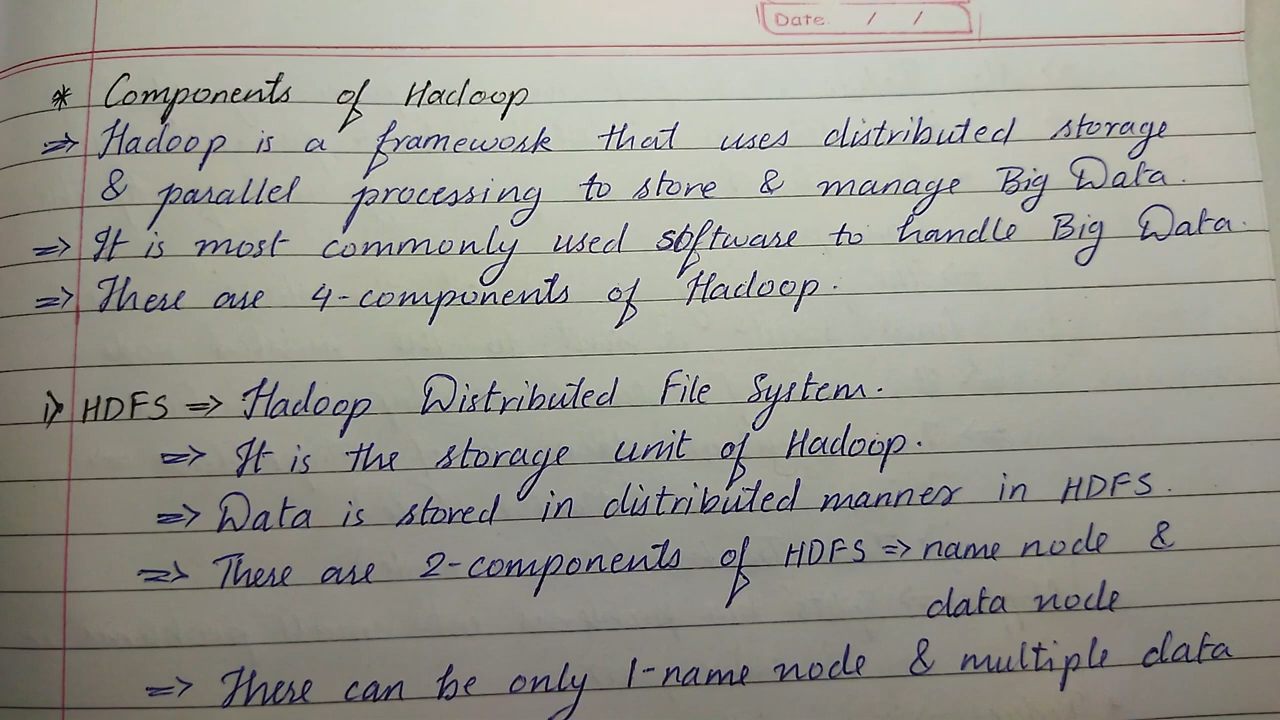 Date. / /
* Components of Hadoop
⇒ Hadoop is a framework that uses distributed storage
& parallel processing to store & manage Big Data.
⇒ It is most commonly used software to handle Big Data.
⇒ There are 4-components of Hadoop.
i) HDFS ⇒ Hadoop Distributed File System.
⇒ It is the storage unit of Hadoop.
⇒ Data is stored in distributed manner in HDFS.
⇒ There are 2-components of HDFS ⇒ name node &
data node
⇒ There can be only 1-name node & multiple data